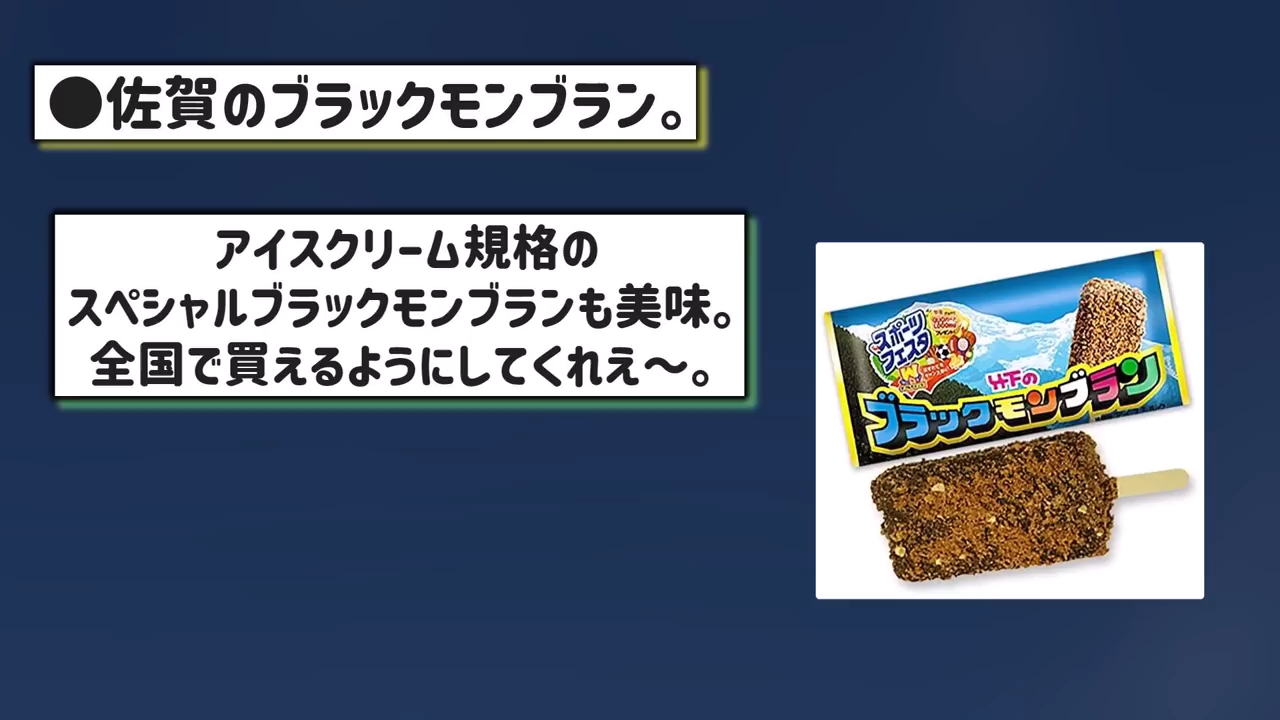 ●佐賀のブラックモンブラン。
アイスクリーム規格の
スペシャルブラックモンブランも美味。
全国で買えるようにしてくれえ〜。
スポーツ
フェスタ
W
竹下の
ブラックモンブラン